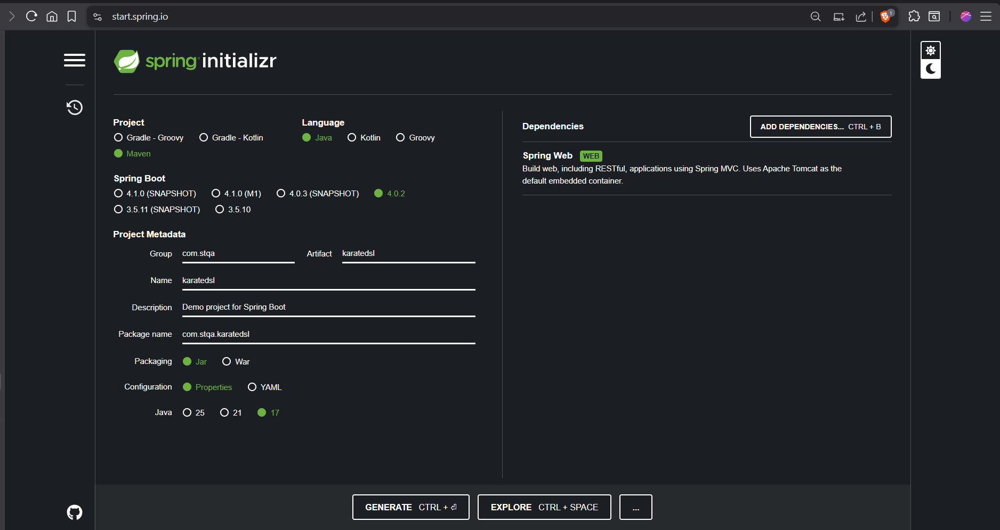 start.spring.io
1
spring initializr
Project
Gradle - Groovy
Gradle - Kotlin
Maven
Language
Java
Kotlin
Groovy
Spring Boot
4.1.0 (SNAPSHOT)
4.1.0 (M1)
4.0.3 (SNAPSHOT)
4.0.2
3.5.11 (SNAPSHOT)
3.5.10
Project Metadata
Group com.stqa
Artifact karatedsl
Name karatedsl
Description Demo project for Spring Boot
Package name com.stqa.karatedsl
Packaging Jar War
Configuration Properties YAML
Java 25 21 17
Dependencies
ADD DEPENDENCIES... CTRL + B
Spring Web WEB
Build web, including RESTful, applications using Spring MVC. Uses Apache Tomcat as the
default embedded container.
GENERATE CTRL + ⏎
EXPLORE CTRL + SPACE
...